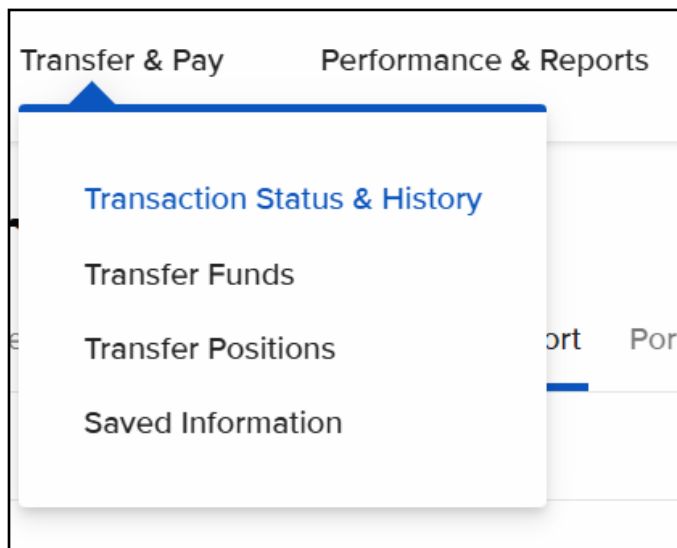 Transfer & Pay Performance & Reports
Transaction Status & History
Transfer Funds
Transfer Positions
Saved Information